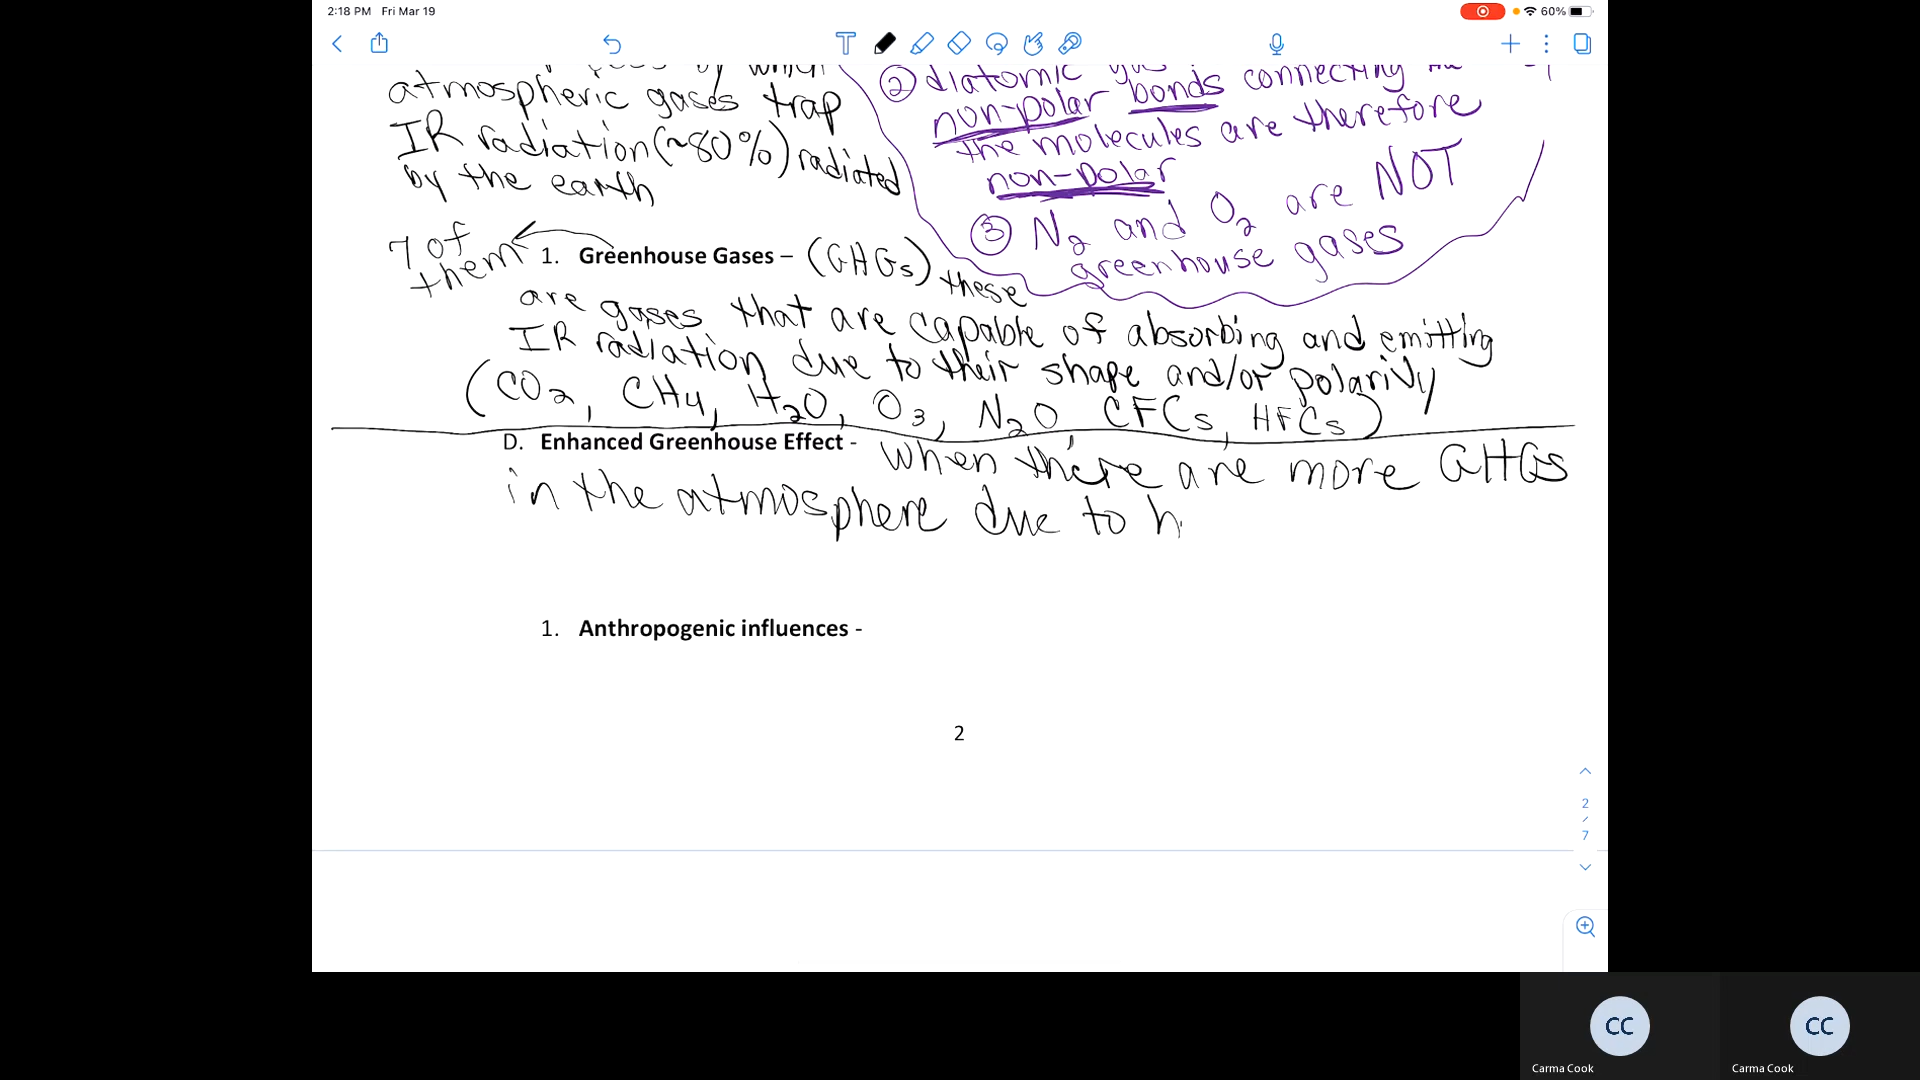 2:18 PM Fri Mar 19
60%
T
by which
atmospheric gases trap
IR radiation (~80%) radiated
by the earth
② diatomic
non-polar bonds connecting
the molecules are therefore
non-polar
③ N2 and O2 are NOT
greenhouse gases
7 of
them
1. Greenhouse Gases – (GHGs) these
are gases that are capable of absorbing and emitting
IR radiation due to their shape and/or polarity
(CO2, CH4, H2O, O3, N2O, CFCs, HFCs)
D. Enhanced Greenhouse Effect - when there are more GHGs
in the atmosphere due to h
1. Anthropogenic influences -
2
2
/
7
CC
CC
Carma Cook
Carma Cook